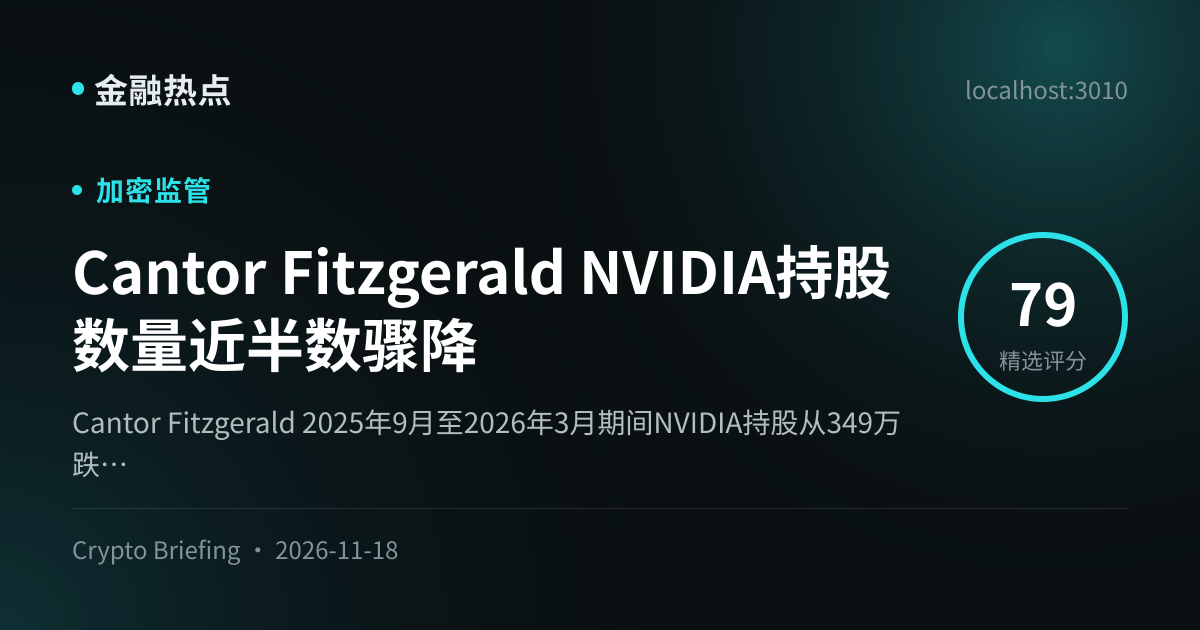 金融热点
localhost:3010
加密监管
Cantor Fitzgerald NVIDIA持股
数量近半数骤降
79
精选评分
Cantor Fitzgerald 2025年9月至2026年3月期间NVIDIA持股从349万
跌…
Crypto Briefing · 2026-11-18